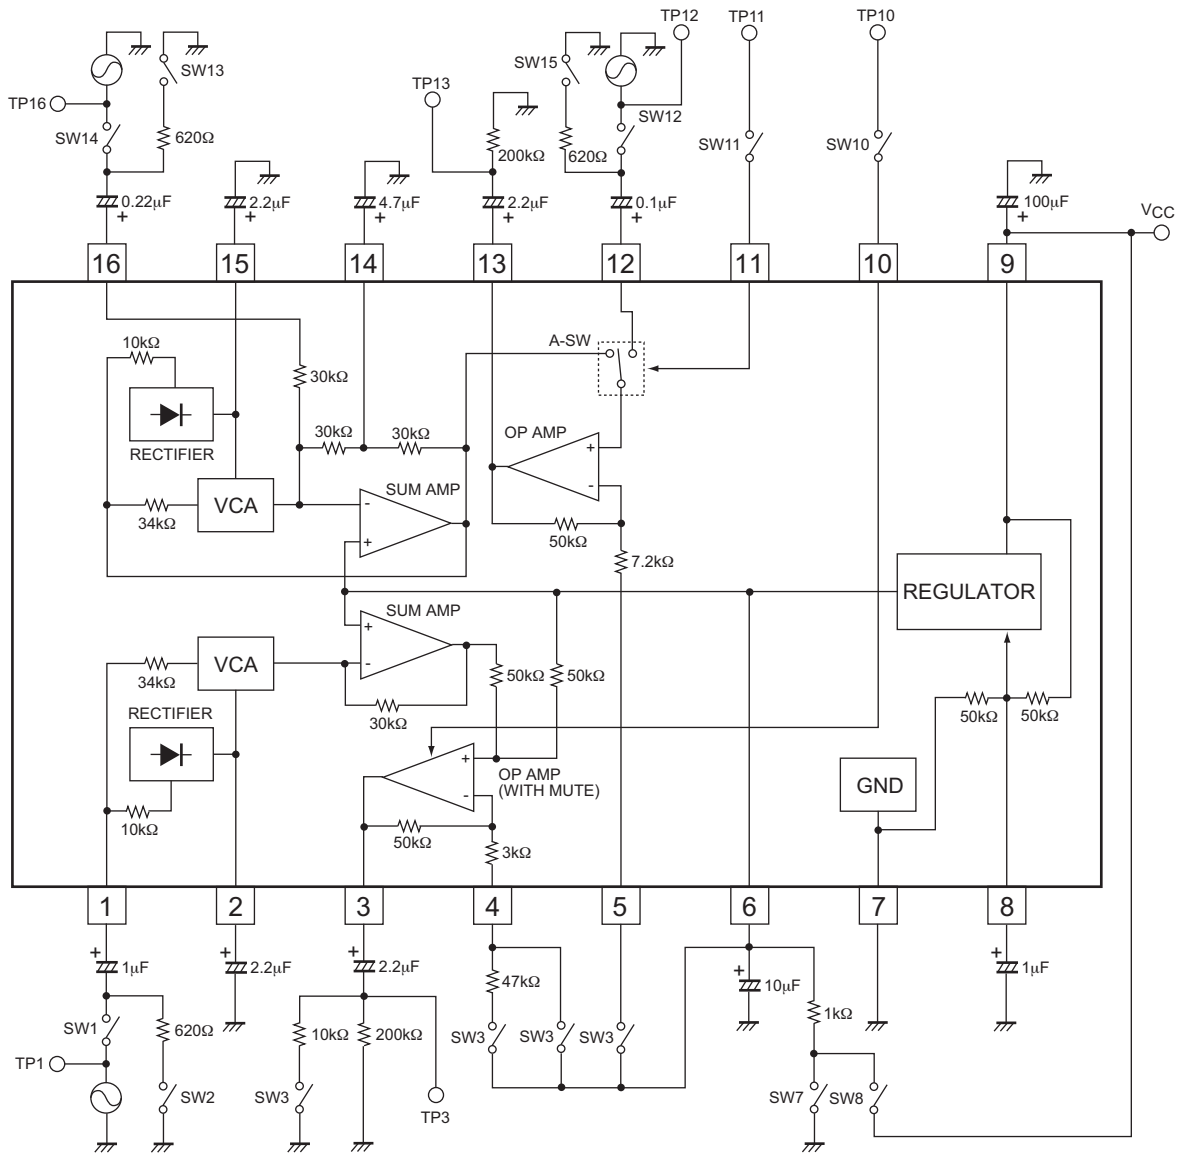 TP12
TP11
TP10
SW13
SW15
TP13
TP16
SW12
SW14
620Ω
200kΩ
620Ω
SW11
SW10
0.22µF
+
2.2µF
+
4.7µF
+
2.2µF
+
0.1µF
+
100µF
+
VCC
16
15
14
13
12
11
10
9
10kΩ
A-SW
30kΩ
RECTIFIER
30kΩ
30kΩ
OP AMP
+
-
34kΩ
VCA
SUM AMP
-
+
50kΩ
7.2kΩ
REGULATOR
SUM AMP
+
-
34kΩ
VCA
50kΩ
50kΩ
30kΩ
50kΩ
50kΩ
RECTIFIER
10kΩ
+
-
OP AMP
(WITH MUTE)
GND
50kΩ
3kΩ
1
2
3
4
5
6
7
8
+
1µF
+
2.2µF
+
2.2µF
47kΩ
+
10µF
1kΩ
+
1µF
SW1
620Ω
10kΩ
200kΩ
SW3
SW3
SW3
TP1
SW2
SW3
TP3
SW7
SW8